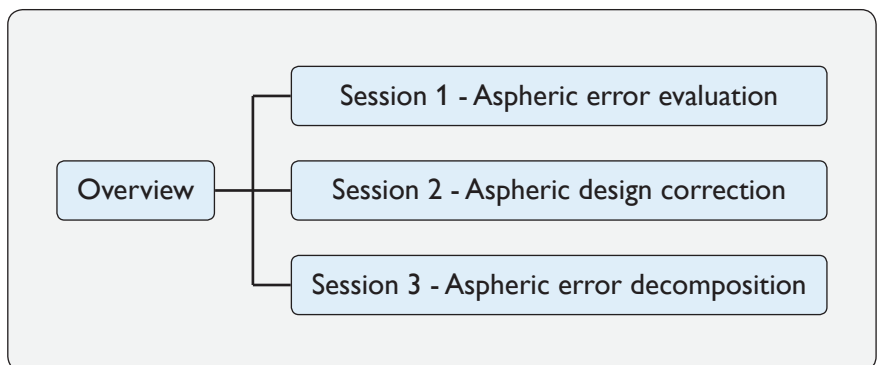 Session 1 - Aspheric error evaluation
Overview
Session 2 - Aspheric design correction
Session 3 - Aspheric error decomposition